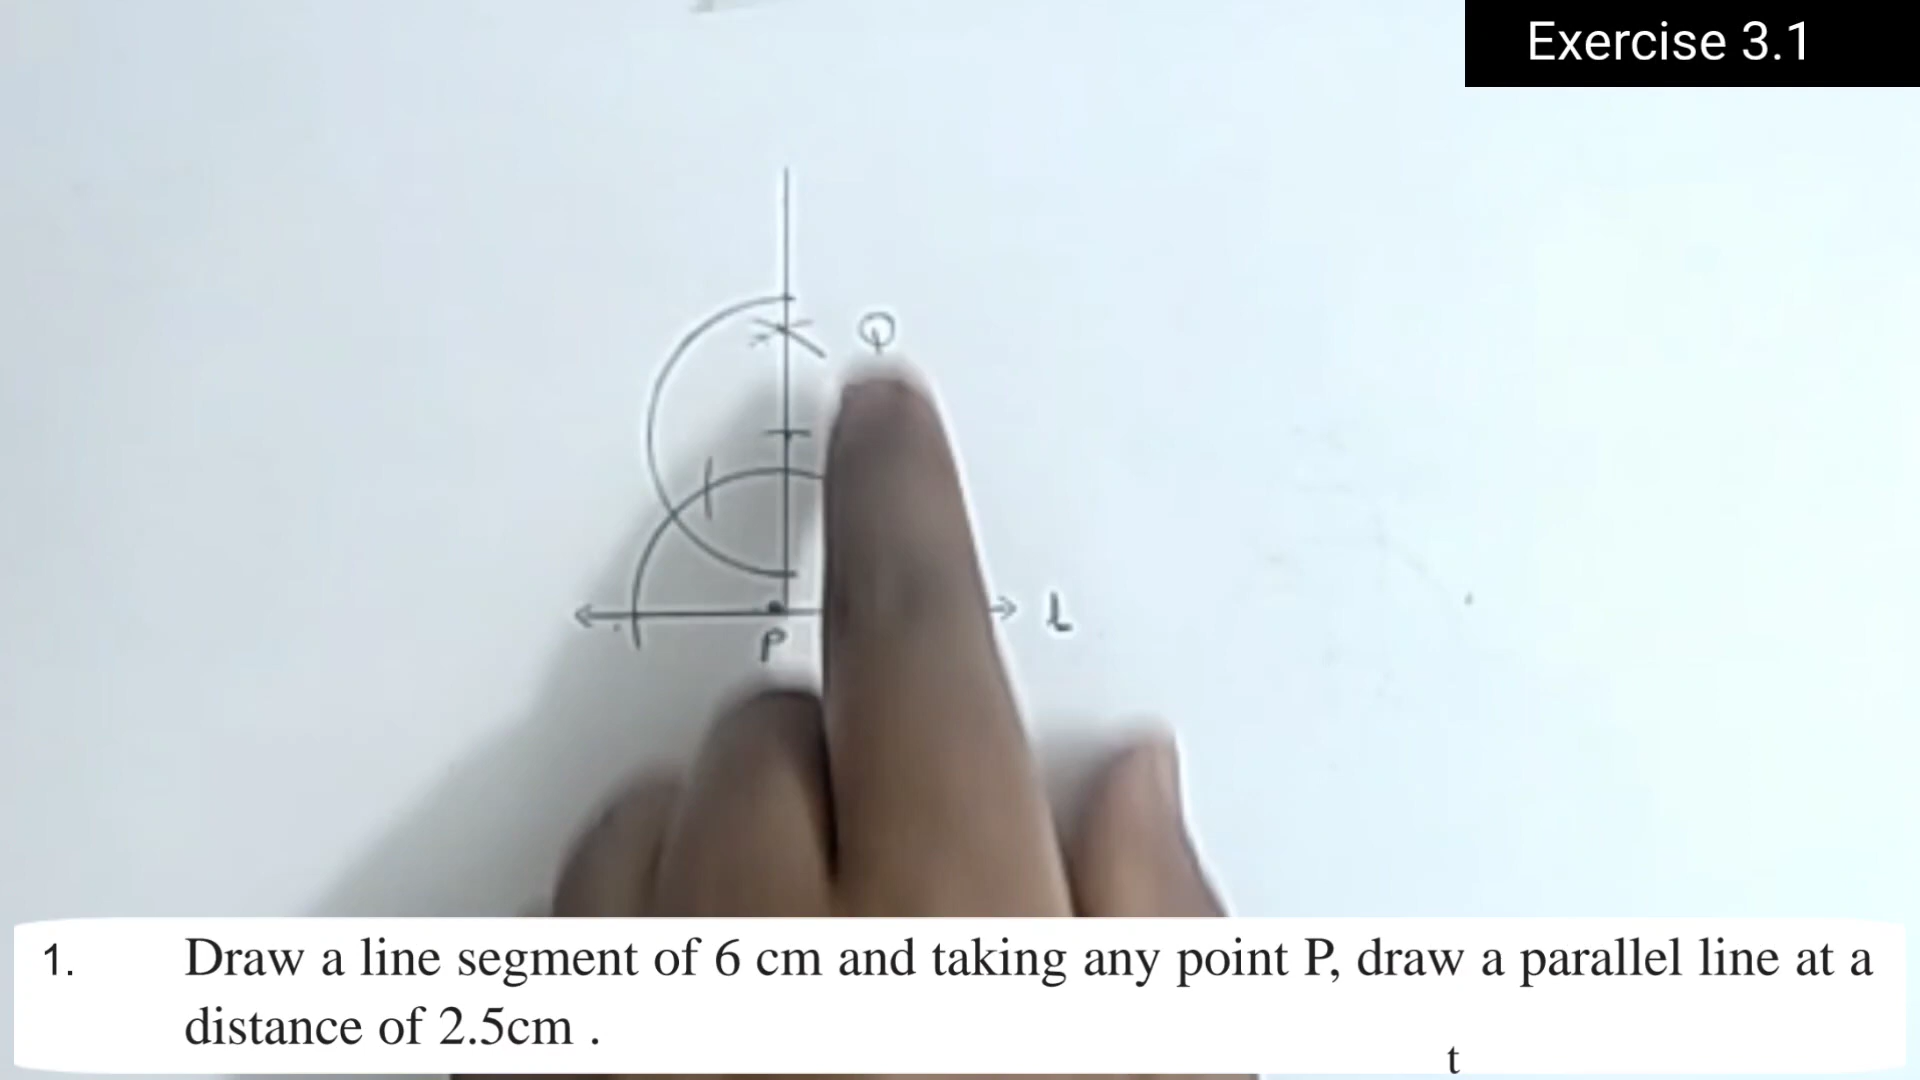 Exercise 3.1
Q
L
P
1. Draw a line segment of 6 cm and taking any point P, draw a parallel line at a
distance of 2.5cm .
t